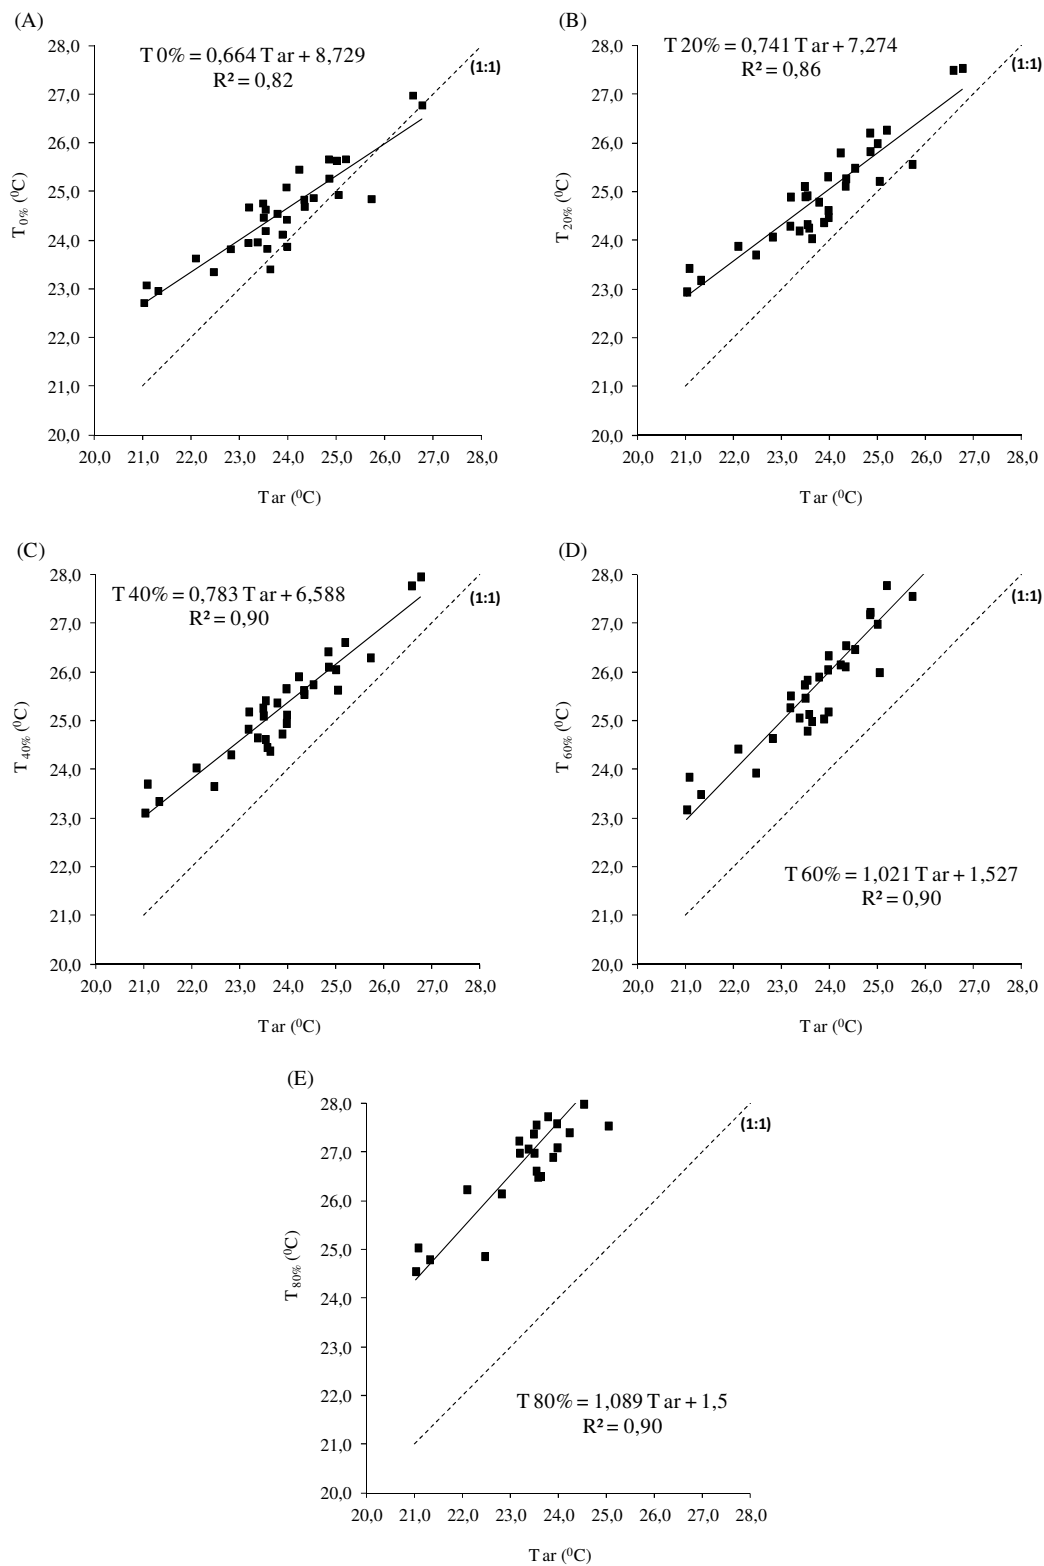 (A)
T 0% = 0,664 T ar + 8,729
R² = 0,82
(1:1)
28,0
27,0
26,0
25,0
24,0
23,0
22,0
21,0
20,0
T 0% (⁰C)
20,0 21,0 22,0 23,0 24,0 25,0 26,0 27,0 28,0
T ar (⁰C)
(B)
T 20% = 0,741 T ar + 7,274
R² = 0,86
(1:1)
28,0
27,0
26,0
25,0
24,0
23,0
22,0
21,0
20,0
T 20% (⁰C)
20,0 21,0 22,0 23,0 24,0 25,0 26,0 27,0 28,0
T ar (⁰C)
(C)
T 40% = 0,783 T ar + 6,588
R² = 0,90
(1:1)
28,0
27,0
26,0
25,0
24,0
23,0
22,0
21,0
20,0
T 40% (⁰C)
20,0 21,0 22,0 23,0 24,0 25,0 26,0 27,0 28,0
T ar (⁰C)
(D)
(1:1)
28,0
27,0
26,0
25,0
24,0
23,0
22,0
21,0
20,0
T 60% (⁰C)
T 60% = 1,021 T ar + 1,527
R² = 0,90
20,0 21,0 22,0 23,0 24,0 25,0 26,0 27,0 28,0
T ar (⁰C)
(E)
(1:1)
28,0
27,0
26,0
25,0
24,0
23,0
22,0
21,0
20,0
T 80% (⁰C)
T 80% = 1,089 T ar + 1,5
R² = 0,90
20,0 21,0 22,0 23,0 24,0 25,0 26,0 27,0 28,0
T ar (⁰C)